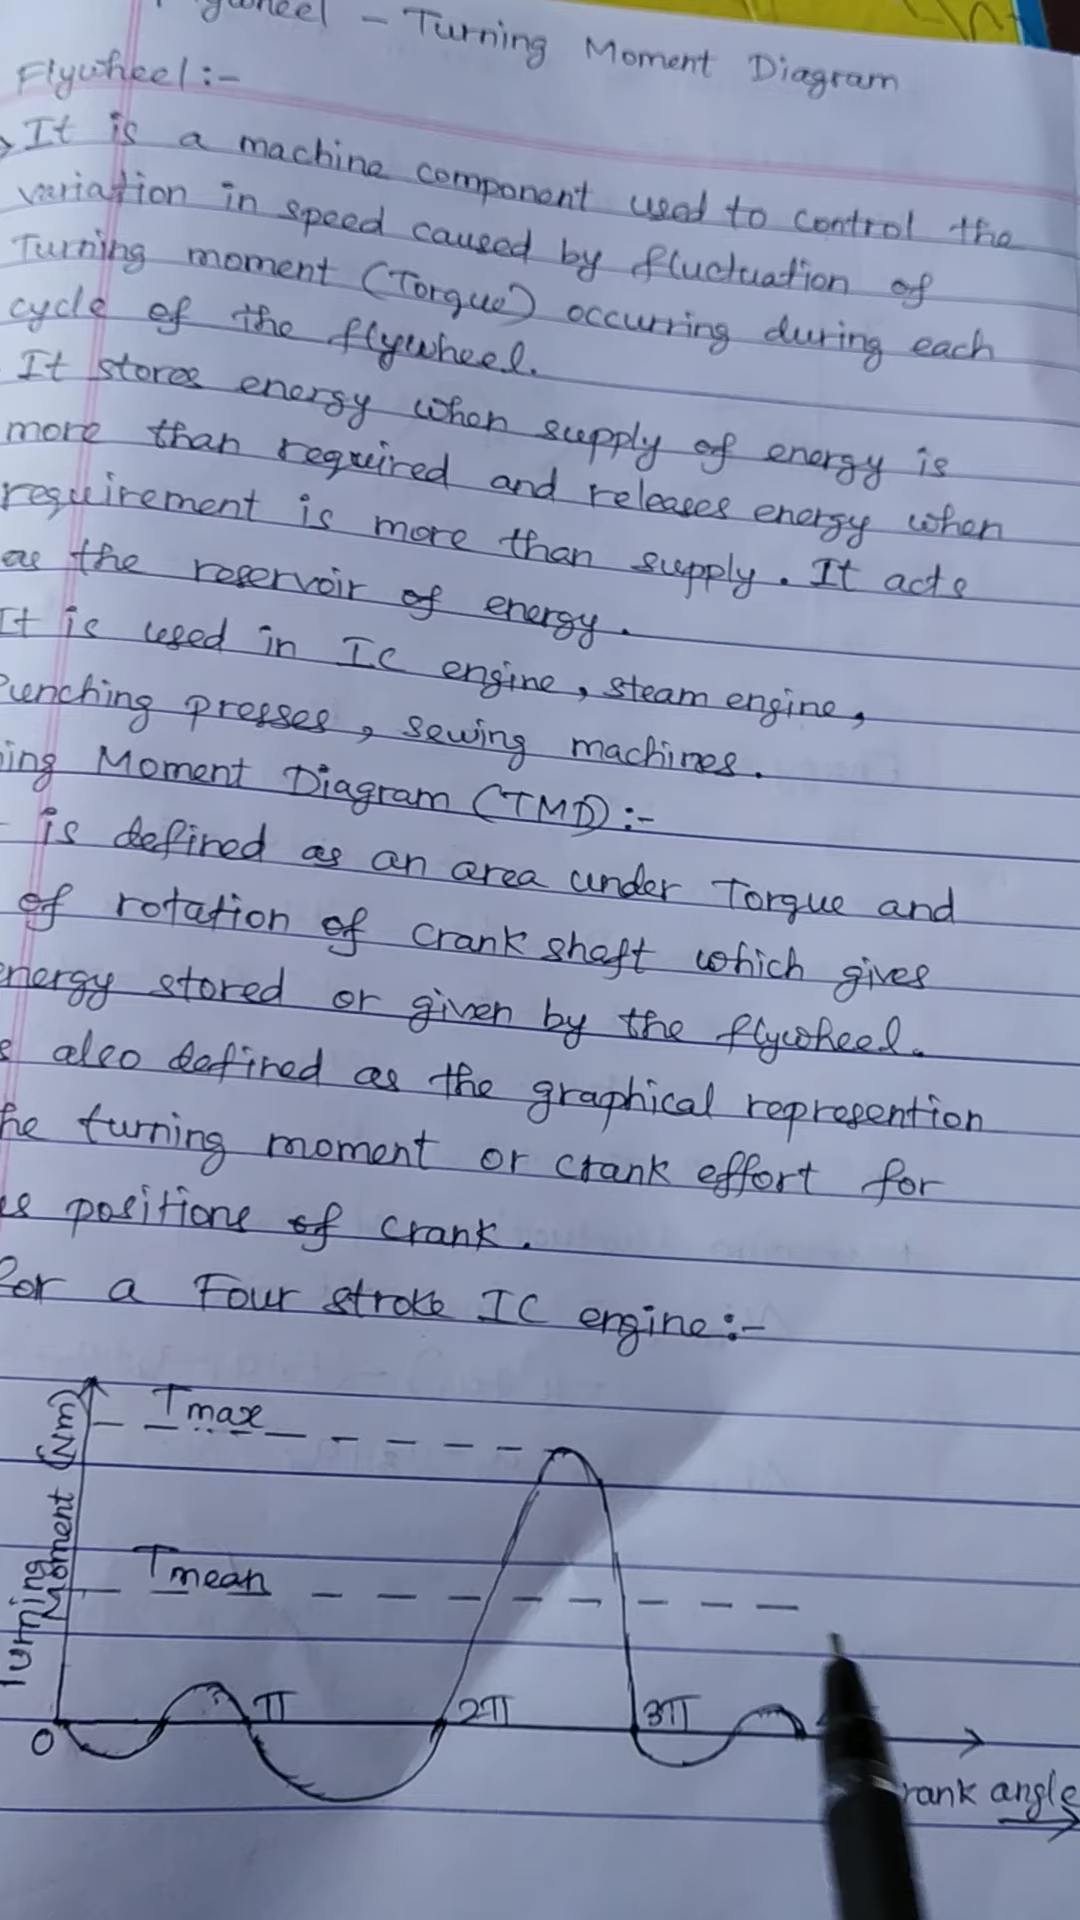 Flywheel - Turning Moment Diagram
Flywheel :-
It is a machine component used to control the
variation in speed caused by fluctuation of
Turning moment (Torque) occurring during each
cycle of the flywheel.
It stores energy when supply of energy is
more than required and releases energy when
requirement is more than supply. It acts
as the reservoir of energy.
It is used in IC engine, steam engine,
Punching presses, sewing machines.
ing Moment Diagram (TMD) :-
is defined as an area under Torque and
of rotation of crank shaft which gives
energy stored or given by the flywheel.
s also defined as the graphical represention
he turning moment or crank effort for
es positions of crank.
For a Four stroke IC engine :-
Tmax
Turning Moment (Nm)
Tmean
0
π
2π
3π
rank angle